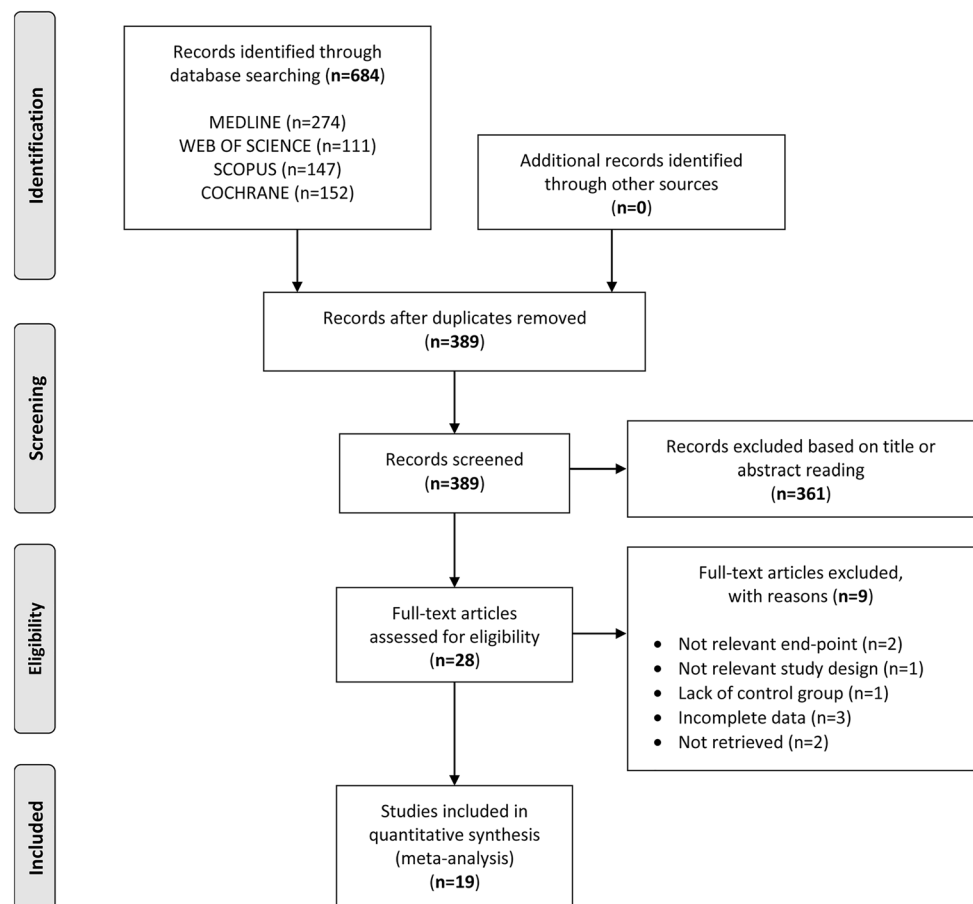 Identification
Records identified through
database searching (n=684)
MEDLINE (n=274)
WEB OF SCIENCE (n=111)
SCOPUS (n=147)
COCHRANE (n=152)
Additional records identified
through other sources
(n=0)
Records after duplicates removed
(n=389)
Screening
Records screened
(n=389)
Records excluded based on title or
abstract reading
(n=361)
Eligibility
Full-text articles
assessed for eligibility
(n=28)
Full-text articles excluded,
with reasons (n=9)
• Not relevant end-point (n=2)
• Not relevant study design (n=1)
• Lack of control group (n=1)
• Incomplete data (n=3)
• Not retrieved (n=2)
Included
Studies included in
quantitative synthesis
(meta-analysis)
(n=19)